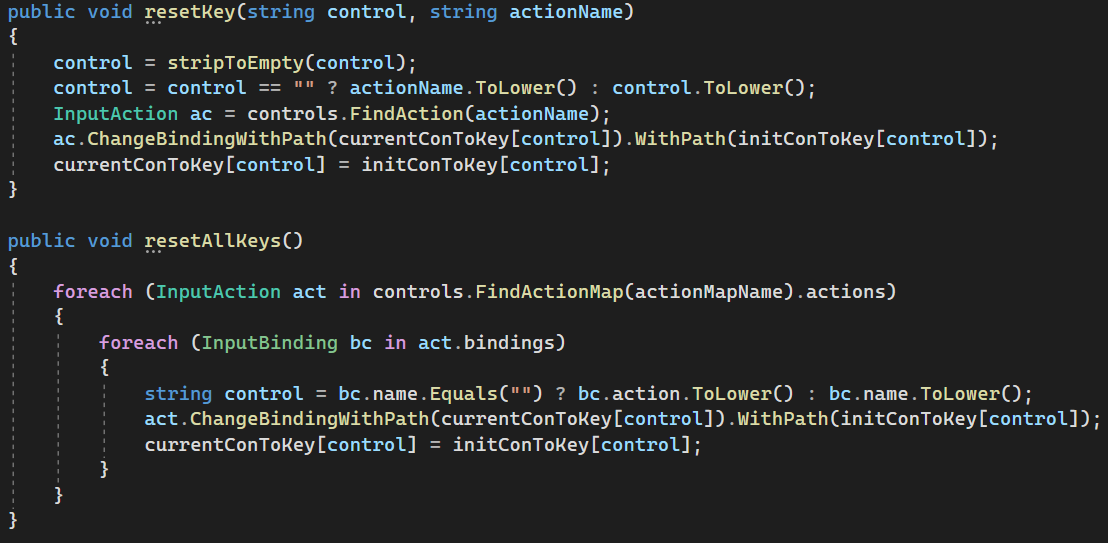 public void resetKey(string control, string actionName)
{
    control = stripToEmpty(control);
    control = control == "" ? actionName.ToLower() : control.ToLower();
    InputAction ac = controls.FindAction(actionName);
    ac.ChangeBindingWithPath(currentConToKey[control]).WithPath(initConToKey[control]);
    currentConToKey[control] = initConToKey[control];
}

public void resetAllKeys()
{
    foreach (InputAction act in controls.FindActionMap(actionMapName).actions)
    {
        foreach (InputBinding bc in act.bindings)
        {
            string control = bc.name.Equals("") ? bc.action.ToLower() : bc.name.ToLower();
            act.ChangeBindingWithPath(currentConToKey[control]).WithPath(initConToKey[control]);
            currentConToKey[control] = initConToKey[control];
        }
    }
}